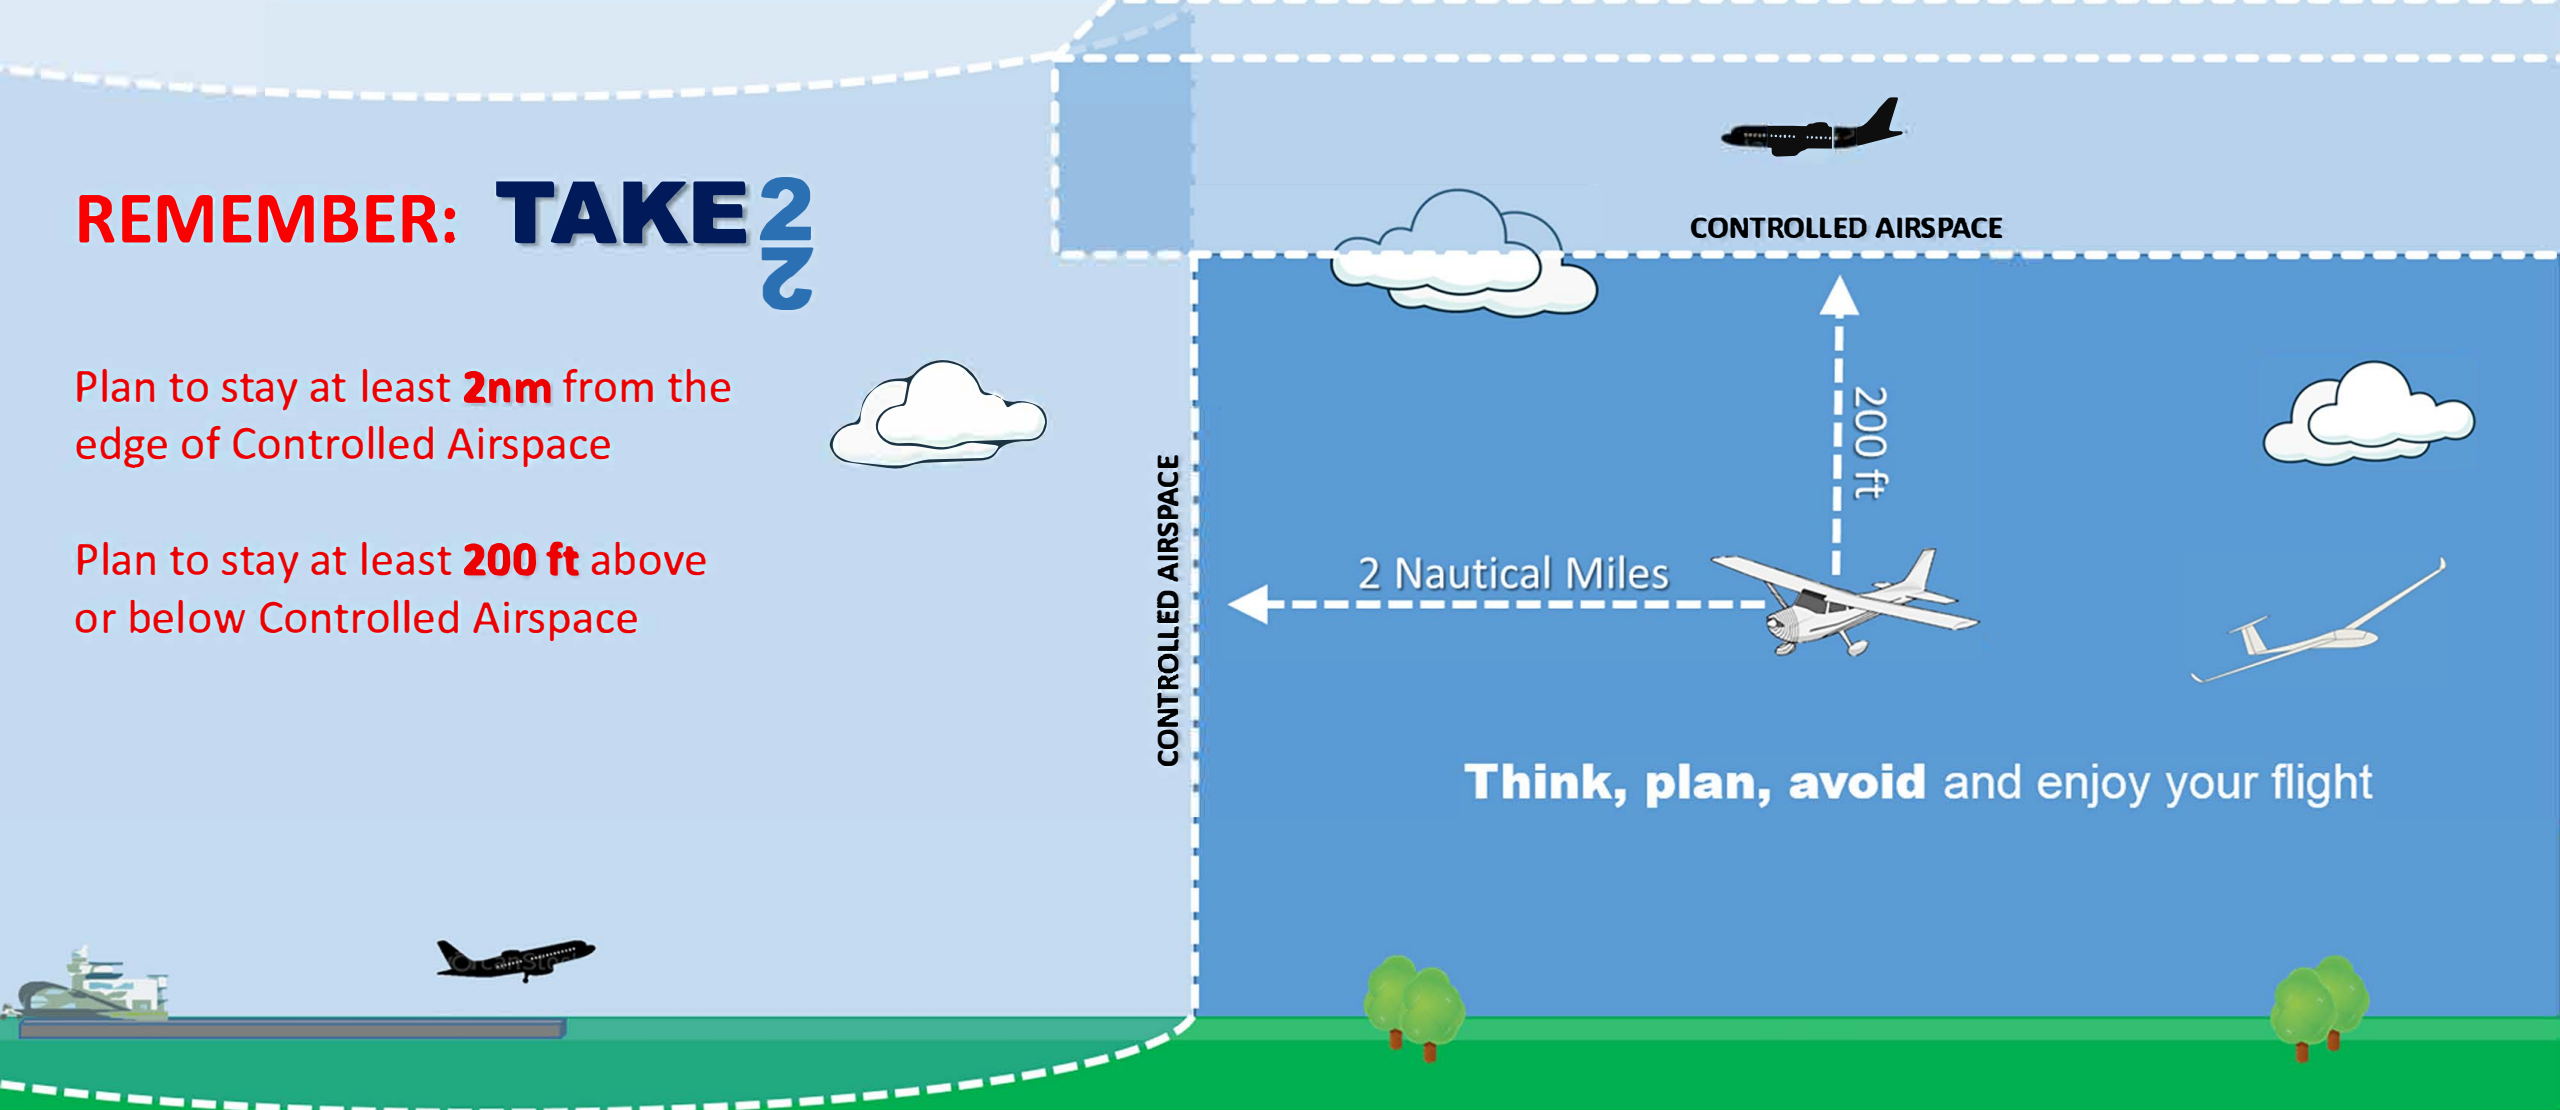 REMEMBER: TAKE2
2
Plan to stay at least 2nm from the
edge of Controlled Airspace
Plan to stay at least 200 ft above
or below Controlled Airspace
CONTROLLED AIRSPACE
CONTROLLED AIRSPACE
200 ft
2 Nautical Miles
Think, plan, avoid and enjoy your flight